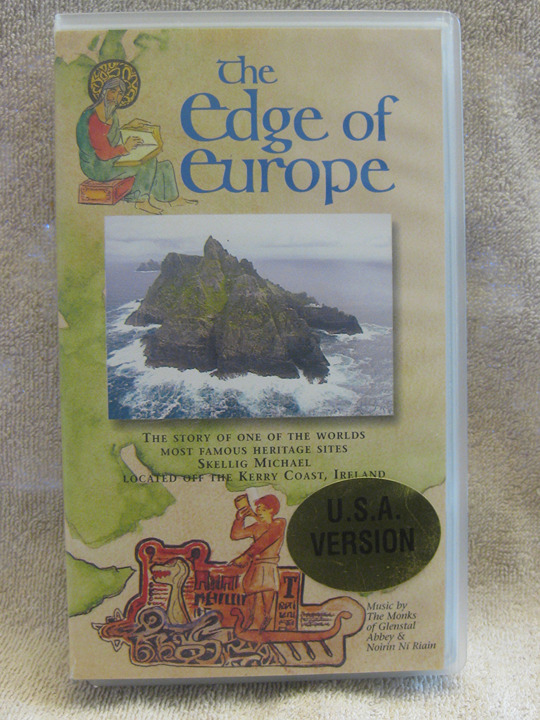 The
Edge of
Europe
THE STORY OF ONE OF THE WORLDS
MOST FAMOUS HERITAGE SITES
SKELLIG MICHAEL
LOCATED OFF THE KERRY COAST, IRELAND
U.S.A.
VERSION
Music by
The Monks
of Glenstal
Abbey &
Noirin Ni Riain